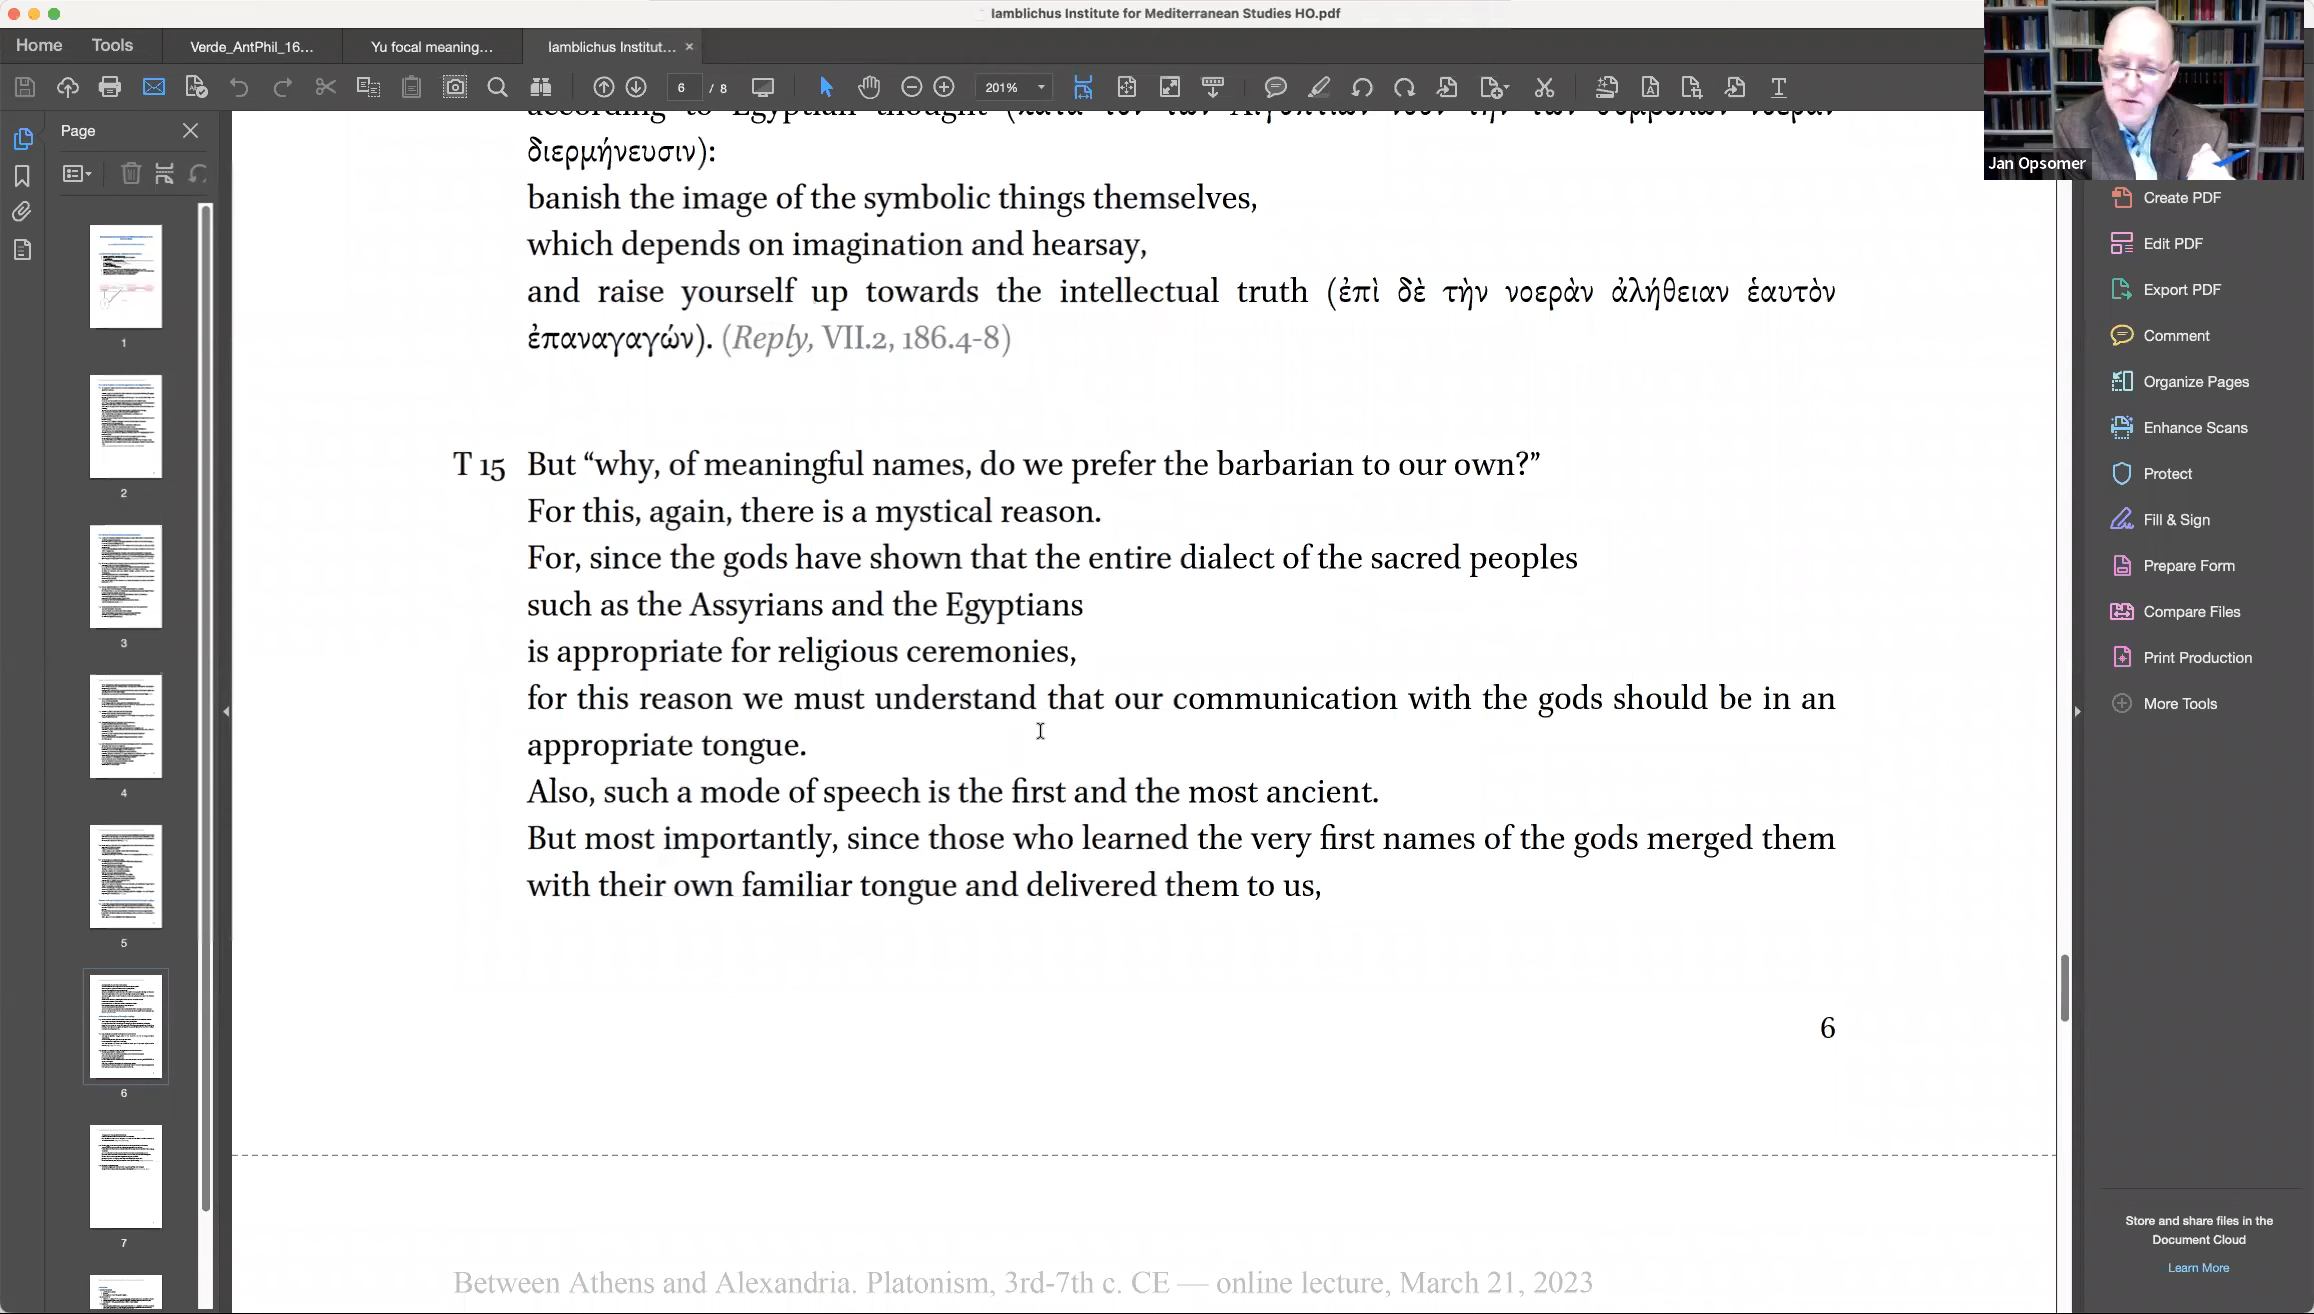 Iamblichus Institute for Mediterranean Studies HO.pdf
Home
Tools
Verde_AntPhil_16...
Yu focal meaning...
Iamblichus Institut...
6
/ 8
201%
Jan Opsomer
Page
1
2
3
4
5
6
7
διερμήνευσιν):
banish the image of the symbolic things themselves,
which depends on imagination and hearsay,
and raise yourself up towards the intellectual truth (ἐπὶ δὲ τὴν νοερὰν ἀλήθειαν ἑαυτὸν
ἐπαναγαγών). (Reply, VII.2, 186.4-8)
T 15 But “why, of meaningful names, do we prefer the barbarian to our own?”
For this, again, there is a mystical reason.
For, since the gods have shown that the entire dialect of the sacred peoples
such as the Assyrians and the Egyptians
is appropriate for religious ceremonies,
for this reason we must understand that our communication with the gods should be in an
appropriate tongue.
Also, such a mode of speech is the first and the most ancient.
But most importantly, since those who learned the very first names of the gods merged them
with their own familiar tongue and delivered them to us,
6
Between Athens and Alexandria. Platonism, 3rd-7th c. CE — online lecture, March 21, 2023
Create PDF
Edit PDF
Export PDF
Comment
Organize Pages
Enhance Scans
Protect
Fill & Sign
Prepare Form
Compare Files
Print Production
More Tools
Store and share files in the
Document Cloud
Learn More